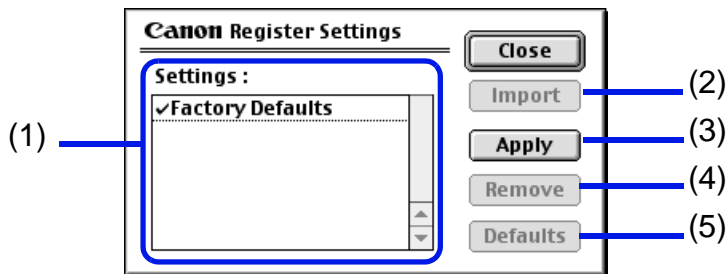 Canon Register Settings
Close
Settings :
Import
(2)
✓Factory Defaults
(1)
Apply
(3)
Remove
(4)
Defaults
(5)